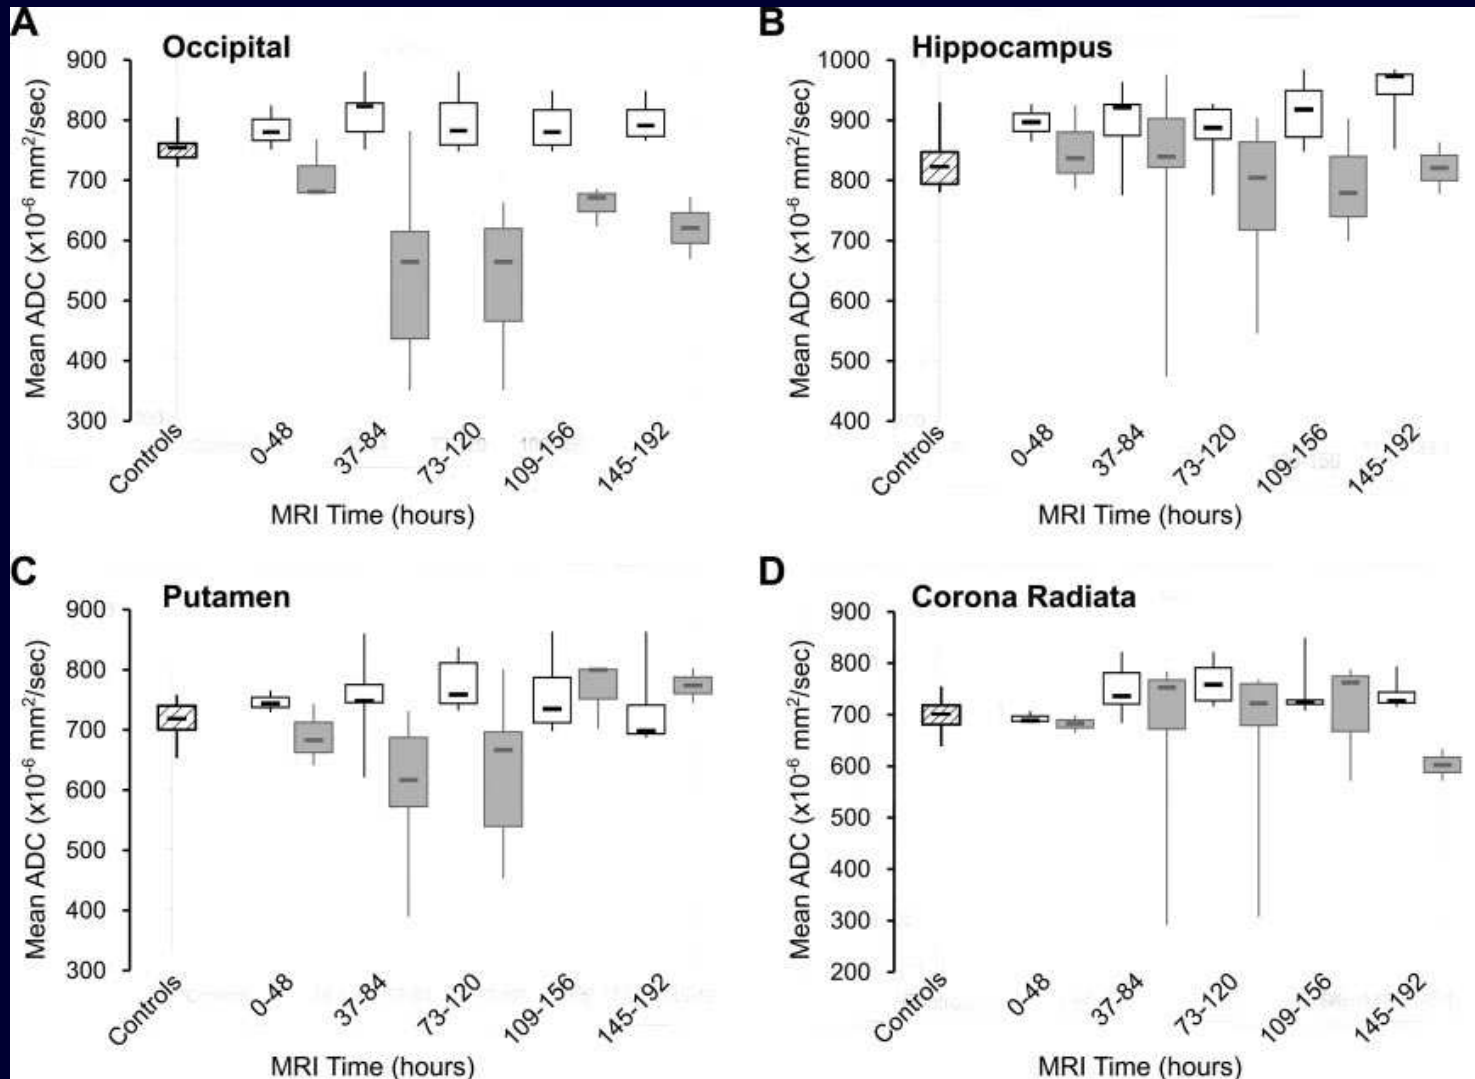 A
Occipital
Mean ADC (x10-6 mm2/sec)
900
800
700
600
500
400
300
Controls
0-48
37-84
73-120
109-156
145-192
MRI Time (hours)
B
Hippocampus
Mean ADC (x10-6 mm2/sec)
1000
900
800
700
600
500
400
Controls
0-48
37-84
73-120
109-156
145-192
MRI Time (hours)
C
Putamen
Mean ADC (x10-6 mm2/sec)
900
800
700
600
500
400
300
Controls
0-48
37-84
73-120
109-156
145-192
MRI Time (hours)
D
Corona Radiata
Mean ADC (x10-6 mm2/sec)
900
800
700
600
500
400
300
200
Controls
0-48
37-84
73-120
109-156
145-192
MRI Time (hours)